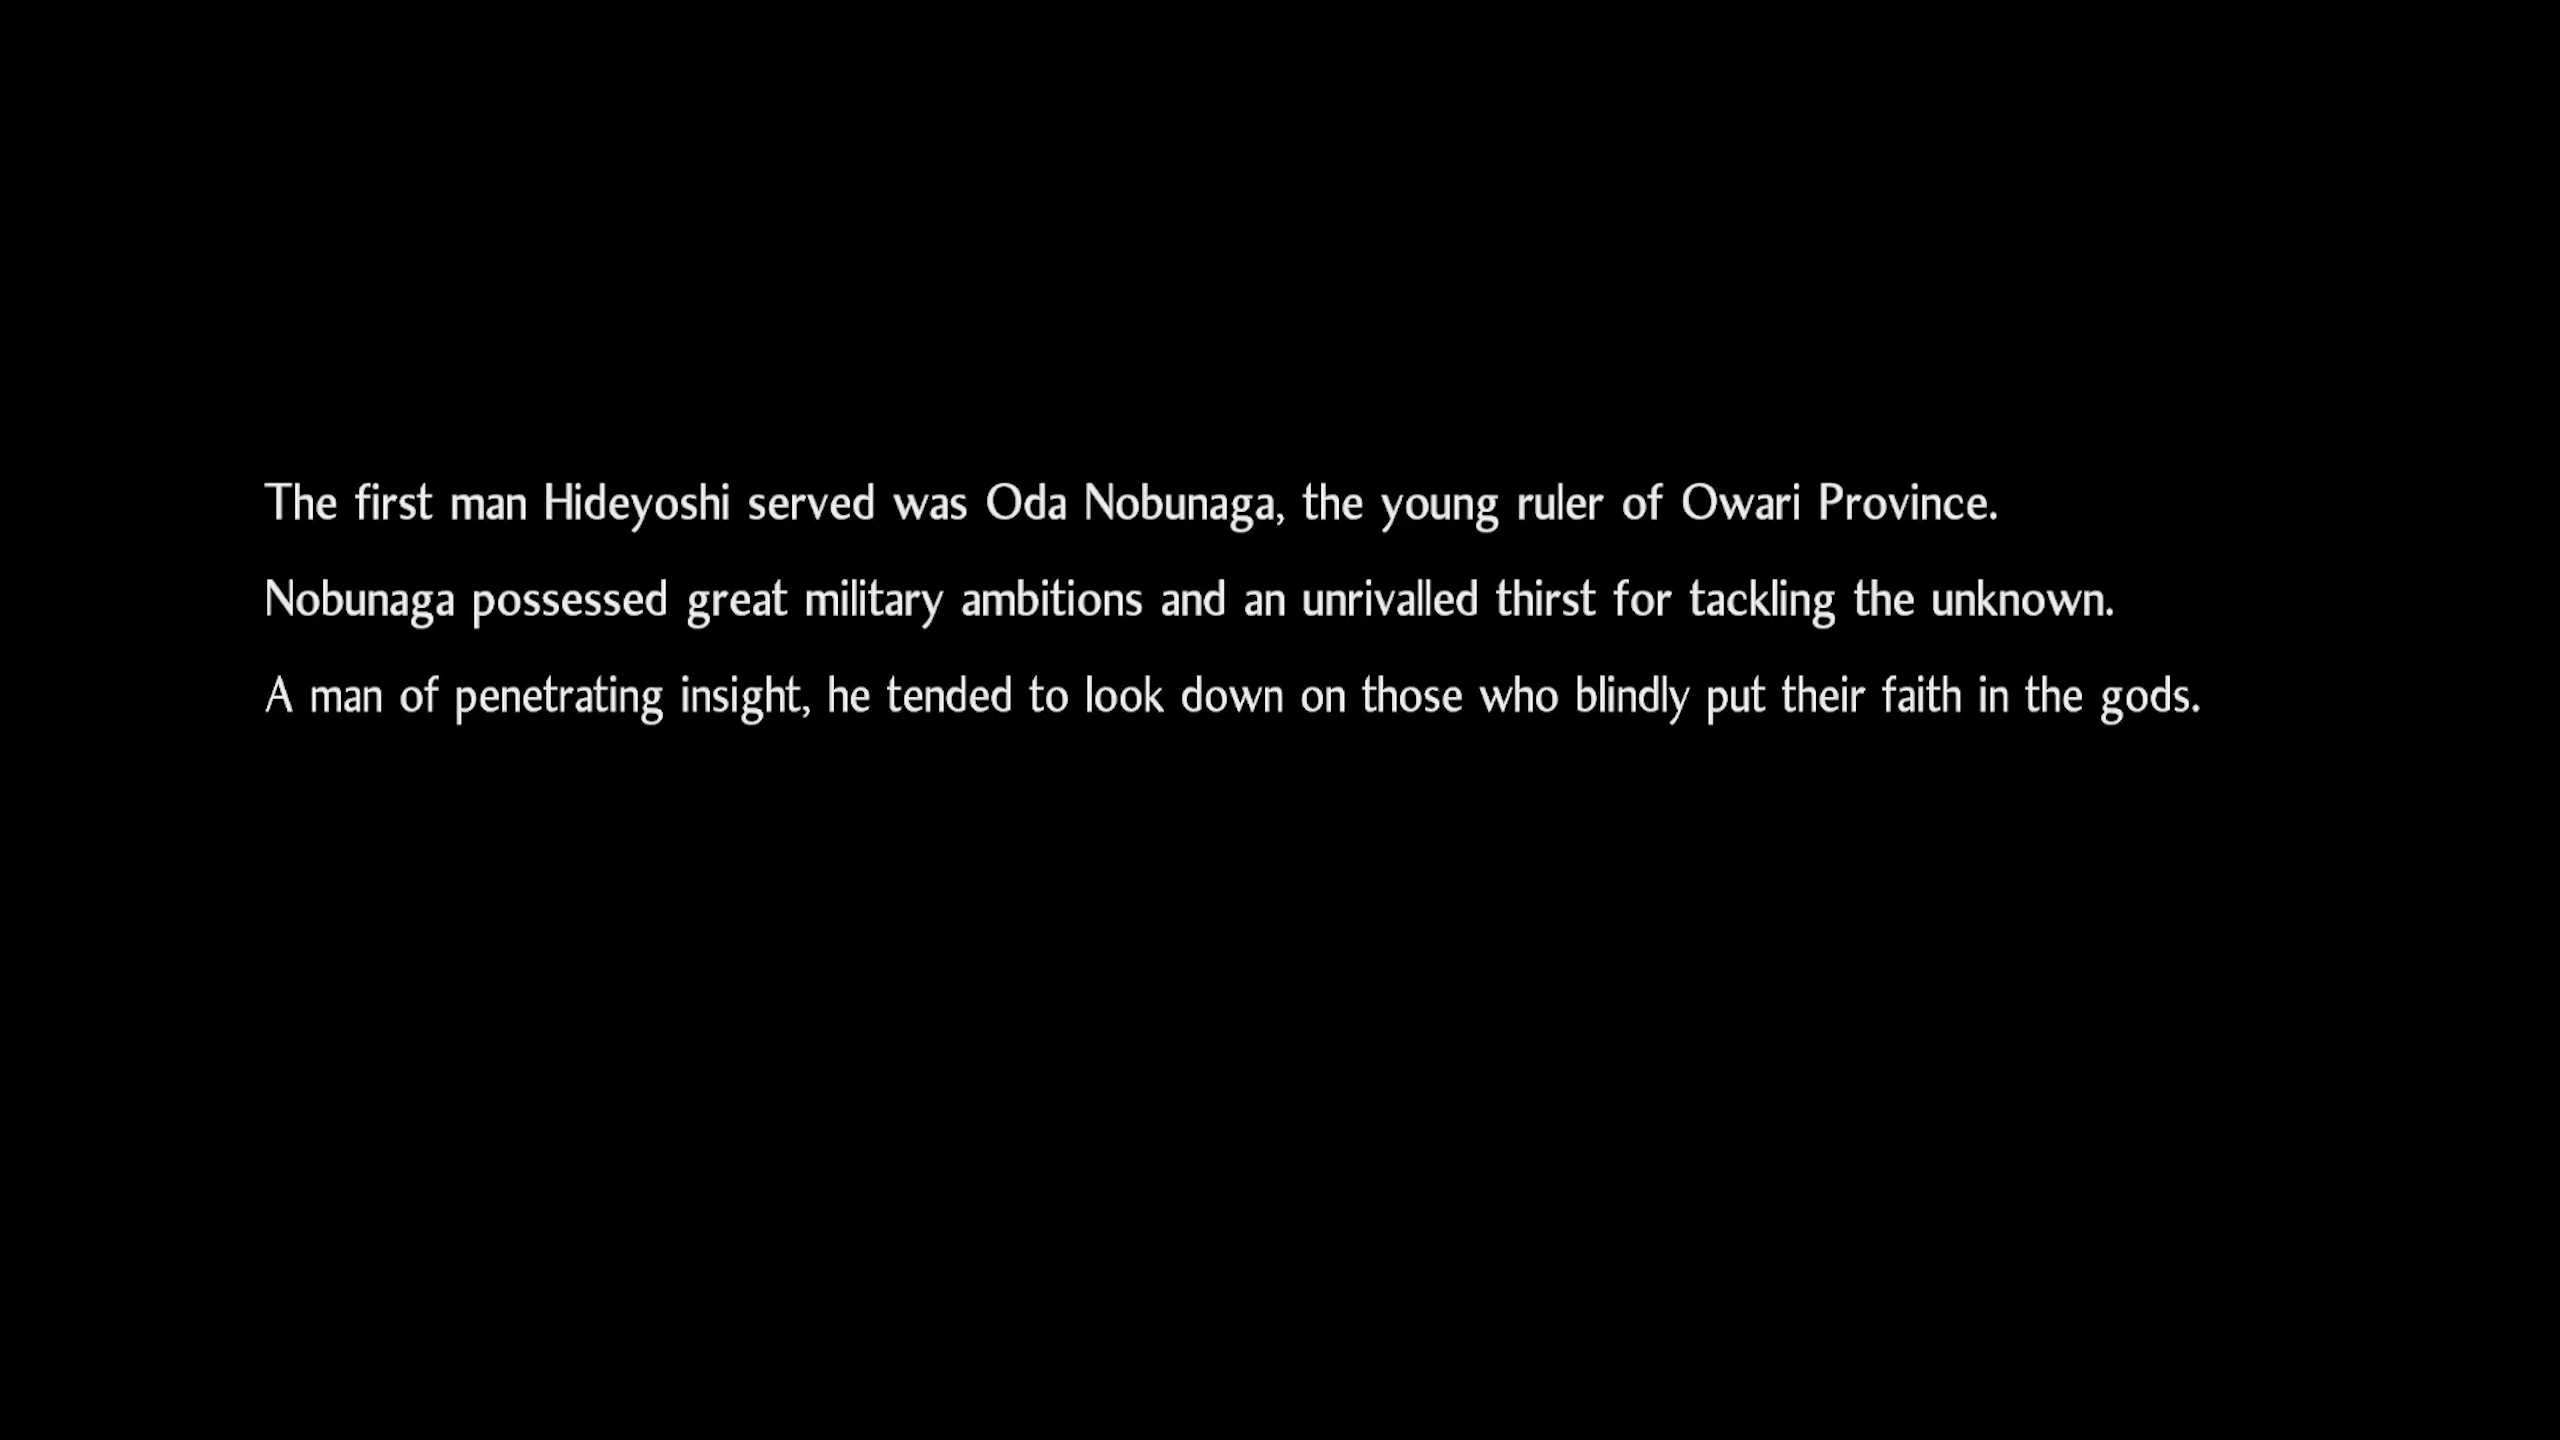 The first man Hideyoshi served was Oda Nobunaga, the young ruler of Owari Province.
Nobunaga possessed great military ambitions and an unrivalled thirst for tackling the unknown.
A man of penetrating insight, he tended to look down on those who blindly put their faith in the gods.